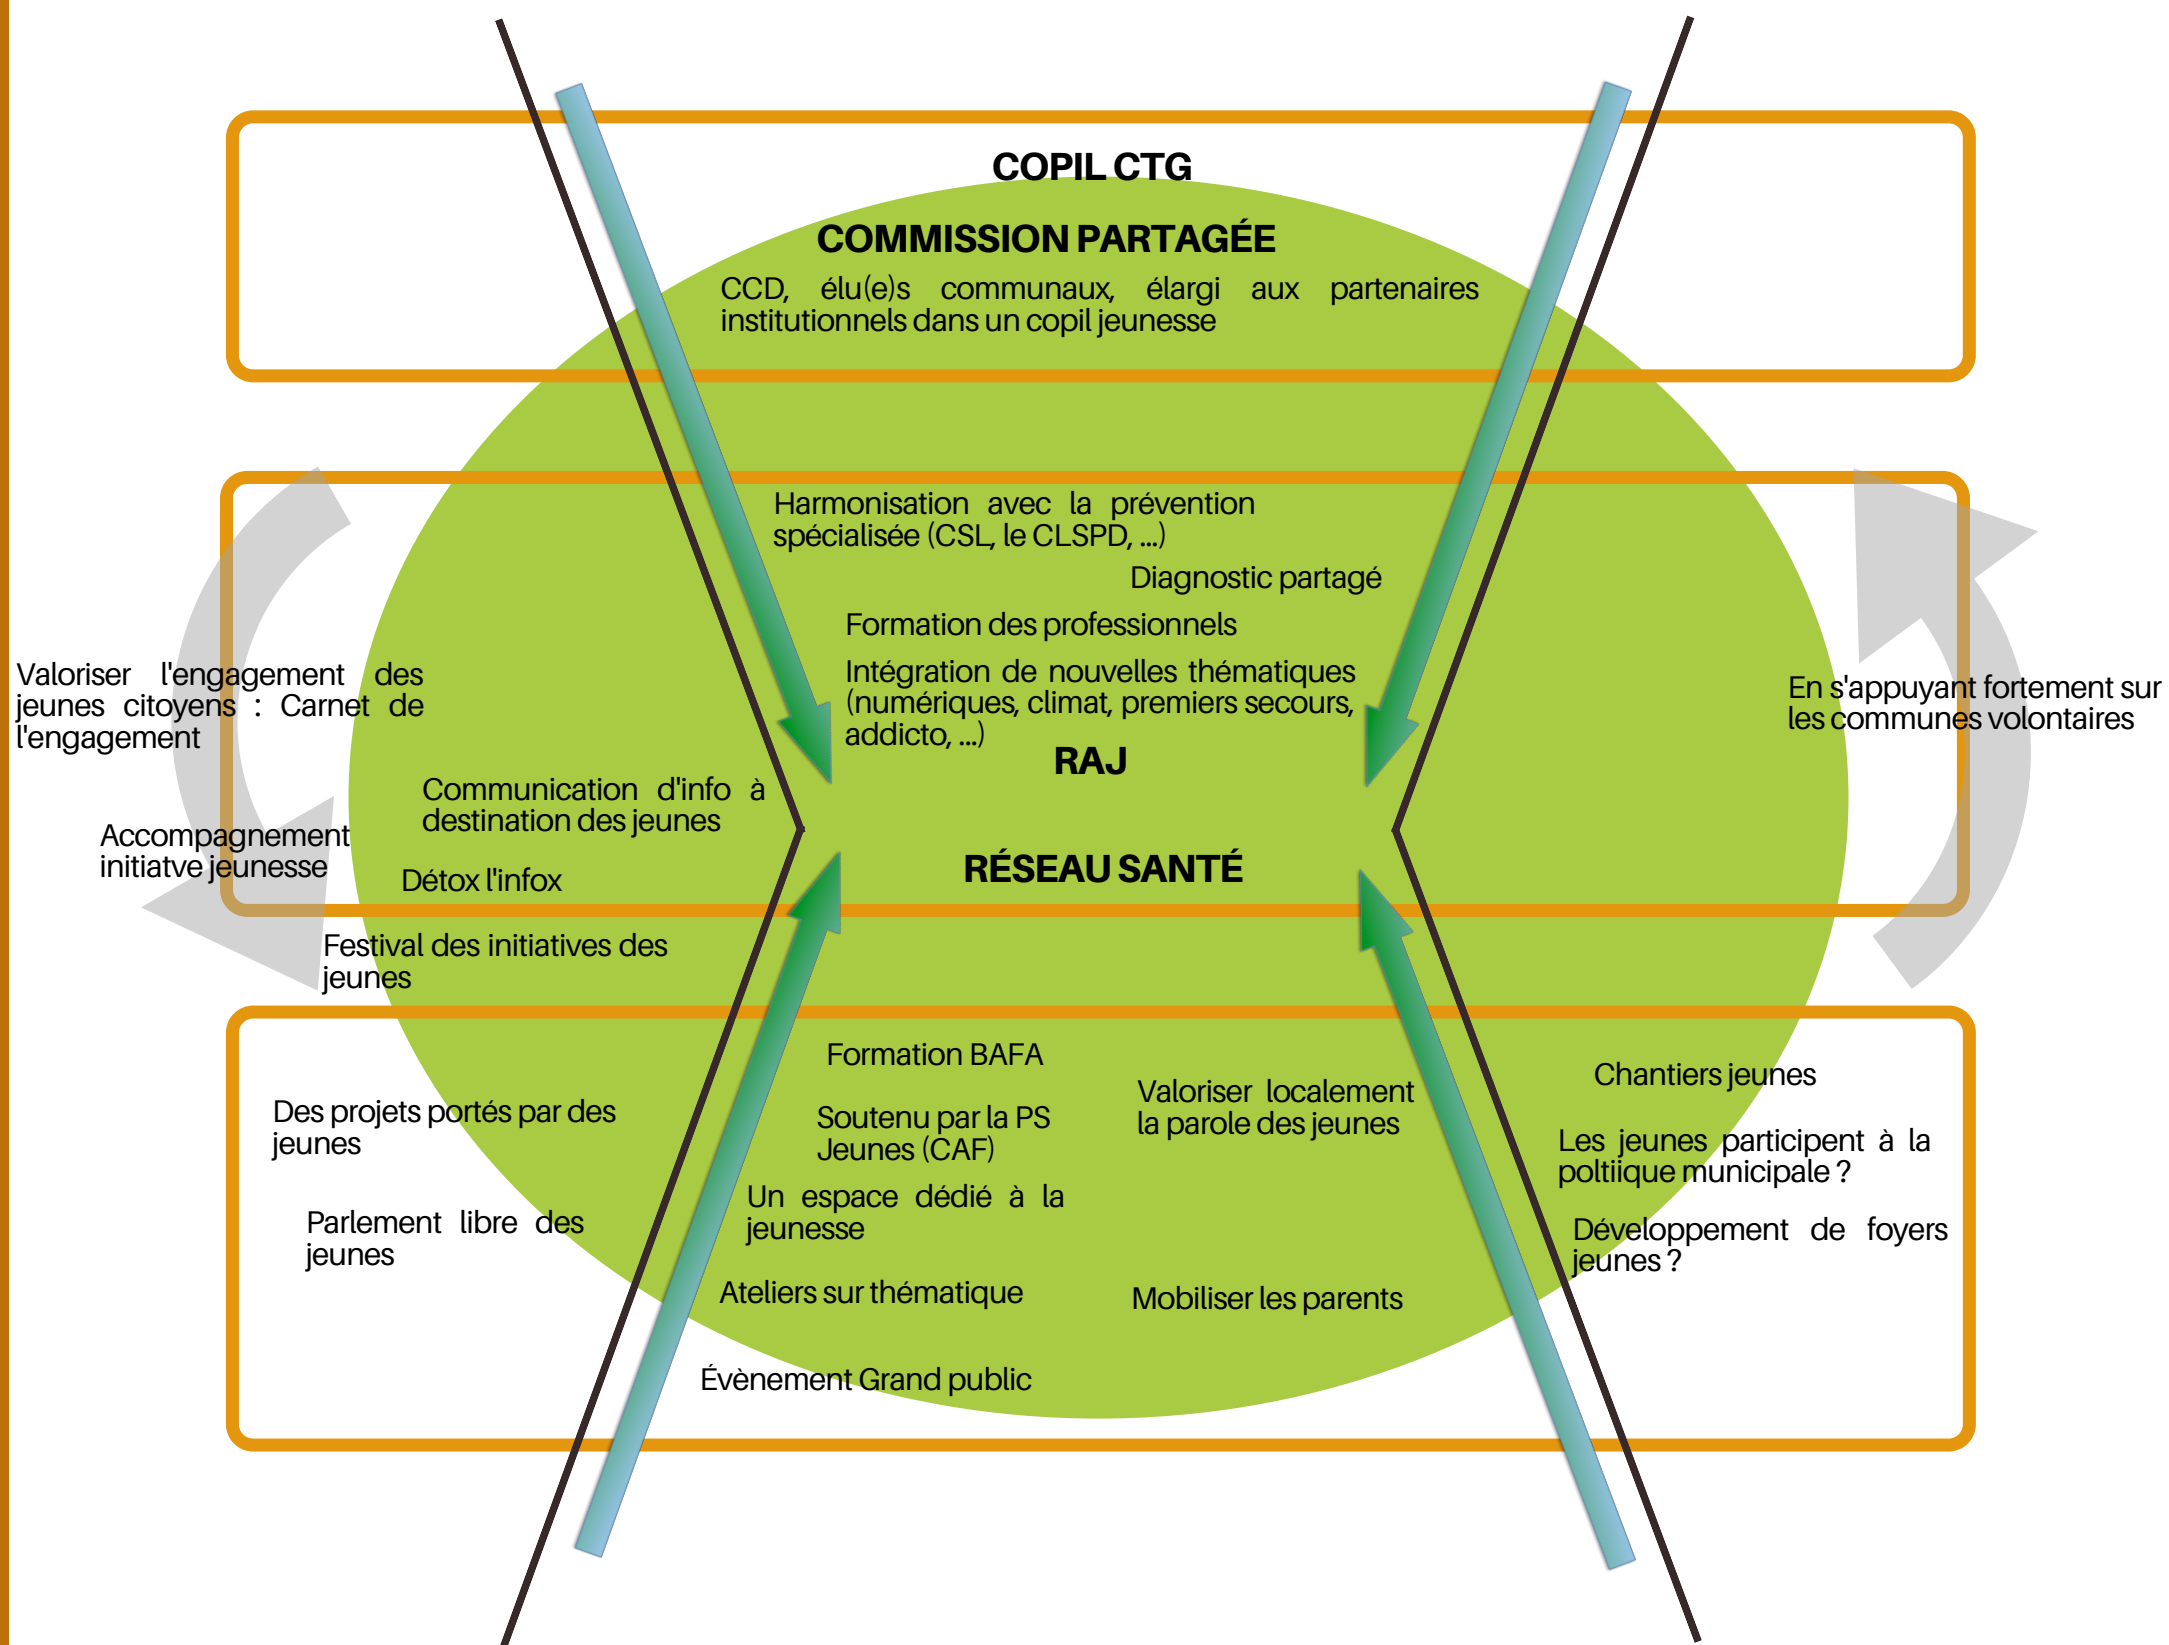 COPIL CTG
COMMISSION PARTAGÉE
CCD, élu(e)s communaux, élargi aux partenaires
institutionnels dans un copil jeunesse
Harmonisation avec la prévention
spécialisée (CSL, le CLSPD, ...)
Diagnostic partagé
Formation des professionnels
Intégration de nouvelles thématiques
(numériques, climat, premiers secours,
addicto, ...)
RAJ
RÉSEAU SANTÉ
Valoriser l'engagement des
jeunes citoyens : Carnet de
l'engagement
Communication d'info à
destination des jeunes
Accompagnement
initiatve jeunesse
Détox l'infox
Festival des initiatives des
jeunes
En s'appuyant fortement sur
les communes volontaires
Des projets portés par des
jeunes
Parlement libre des
jeunes
Formation BAFA
Soutenu par la PS
Jeunes (CAF)
Un espace dédié à la
jeunesse
Ateliers sur thématique
Évènement Grand public
Valoriser localement
la parole des jeunes
Mobiliser les parents
Chantiers jeunes
Les jeunes participent à la
poltiique municipale ?
Développement de foyers
jeunes ?